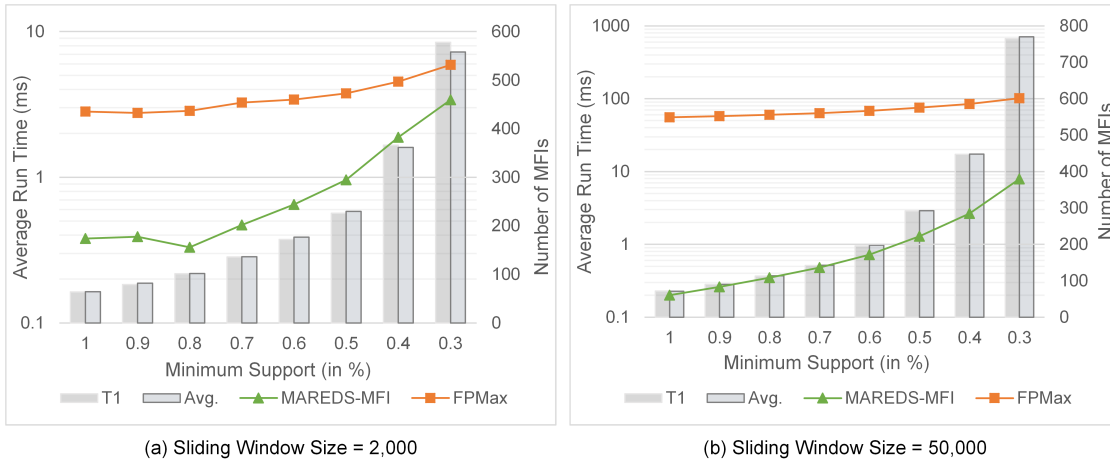 10
1
0.1
Average Run Time (ms)
600
500
400
300
200
100
0
Number of MFIs
1 0.9 0.8 0.7 0.6 0.5 0.4 0.3
Minimum Support (in %)
T1 Avg. MAREDS-MFI FPMax
(a) Sliding Window Size = 2,000
1000
100
10
1
0.1
Average Run Time (ms)
800
700
600
500
400
300
200
100
0
Number of MFIs
1 0.9 0.8 0.7 0.6 0.5 0.4 0.3
Minimum Support (in %)
T1 Avg. MAREDS-MFI FPMax
(b) Sliding Window Size = 50,000